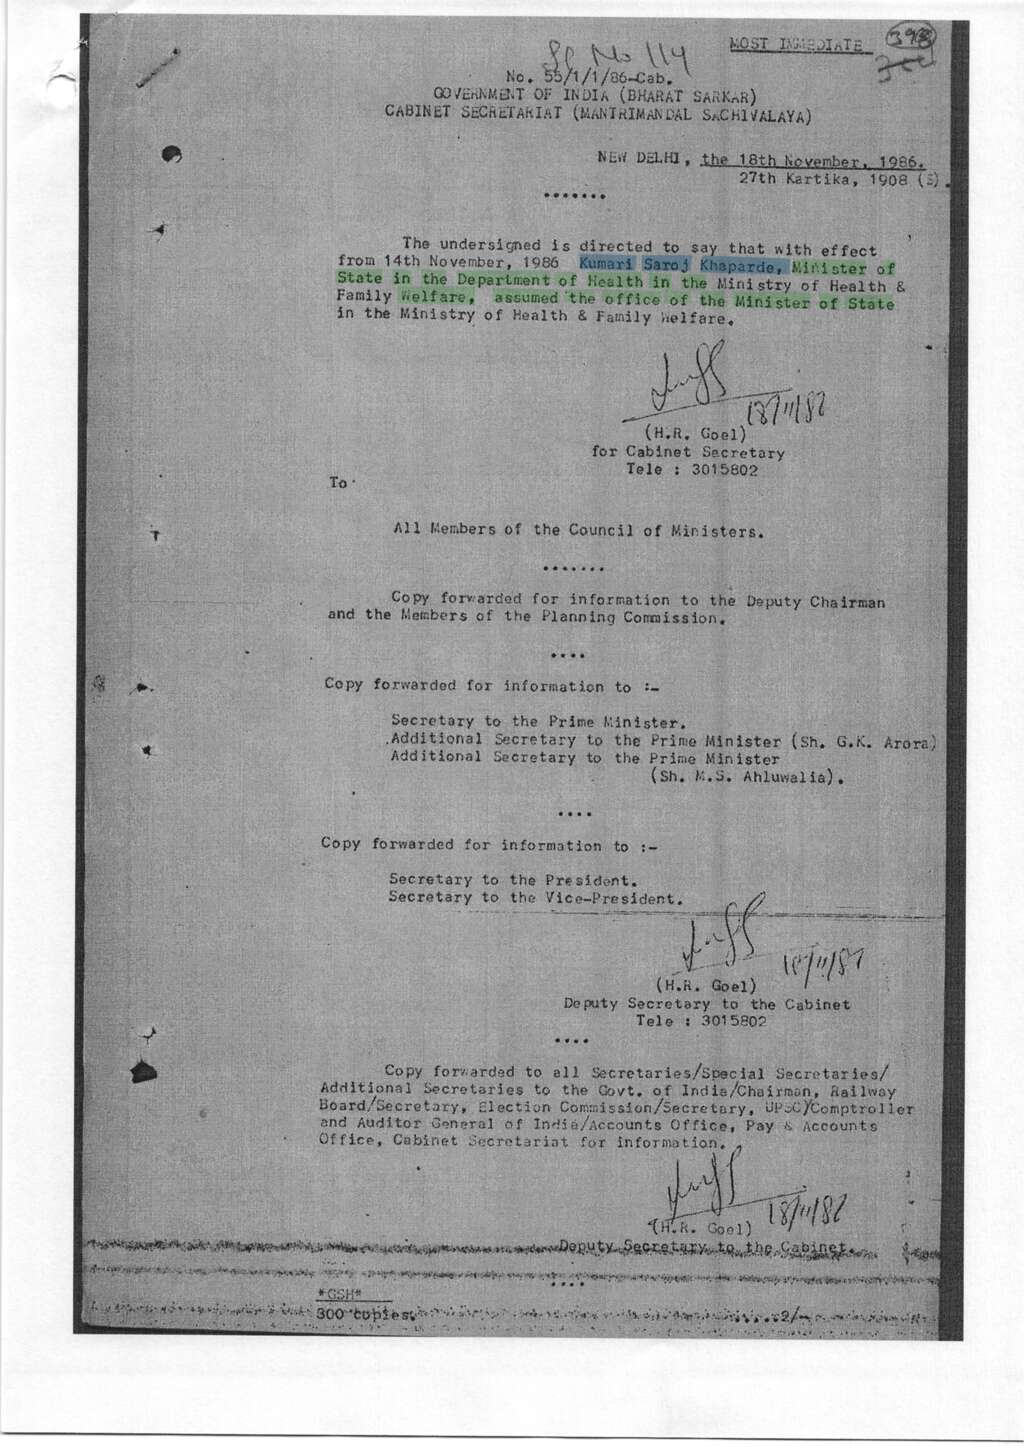 MOST IMMEDIATE
398
Sl No 114
No. 55/1/1/86-Cab.
GOVERNMENT OF INDIA (BHARAT SARKAR)
CABINET SECRETARIAT (MANTRIMANDAL SACHIVALAYA)
NEW DELHI, the 18th November, 1986.
27th Kartika, 1908 (S).
*******
The undersigned is directed to say that with effect
from 14th November, 1986 Kumari Saroj Khaparde, Minister of
State in the Department of Health in the Ministry of Health &
Family Welfare, assumed the office of the Minister of State
in the Ministry of Health & Family Welfare.
18/11/86
(H.R. Goel)
for Cabinet Secretary
Tele : 3015802
To
All Members of the Council of Ministers.
*******
Copy forwarded for information to the Deputy Chairman
and the Members of the Planning Commission.
****
Copy forwarded for information to :-
Secretary to the Prime Minister.
Additional Secretary to the Prime Minister (Sh. G.K. Arora)
Additional Secretary to the Prime Minister
(Sh. M.S. Ahluwalia).
****
Copy forwarded for information to :-
Secretary to the President.
Secretary to the Vice-President.
18/11/86
(H.R. Goel)
Deputy Secretary to the Cabinet
Tele : 3015802
****
Copy forwarded to all Secretaries/Special Secretaries/
Additional Secretaries to the Govt. of India/Chairman, Railway
Board/Secretary, Election Commission/Secretary, UPSC/Comptroller
and Auditor General of India/Accounts Office, Pay & Accounts
Office, Cabinet Secretariat for information.
18/11/86
(H.R. Goel)
Deputy Secretary to the Cabinet.
****
*GSH*
300 copies.
......2/-